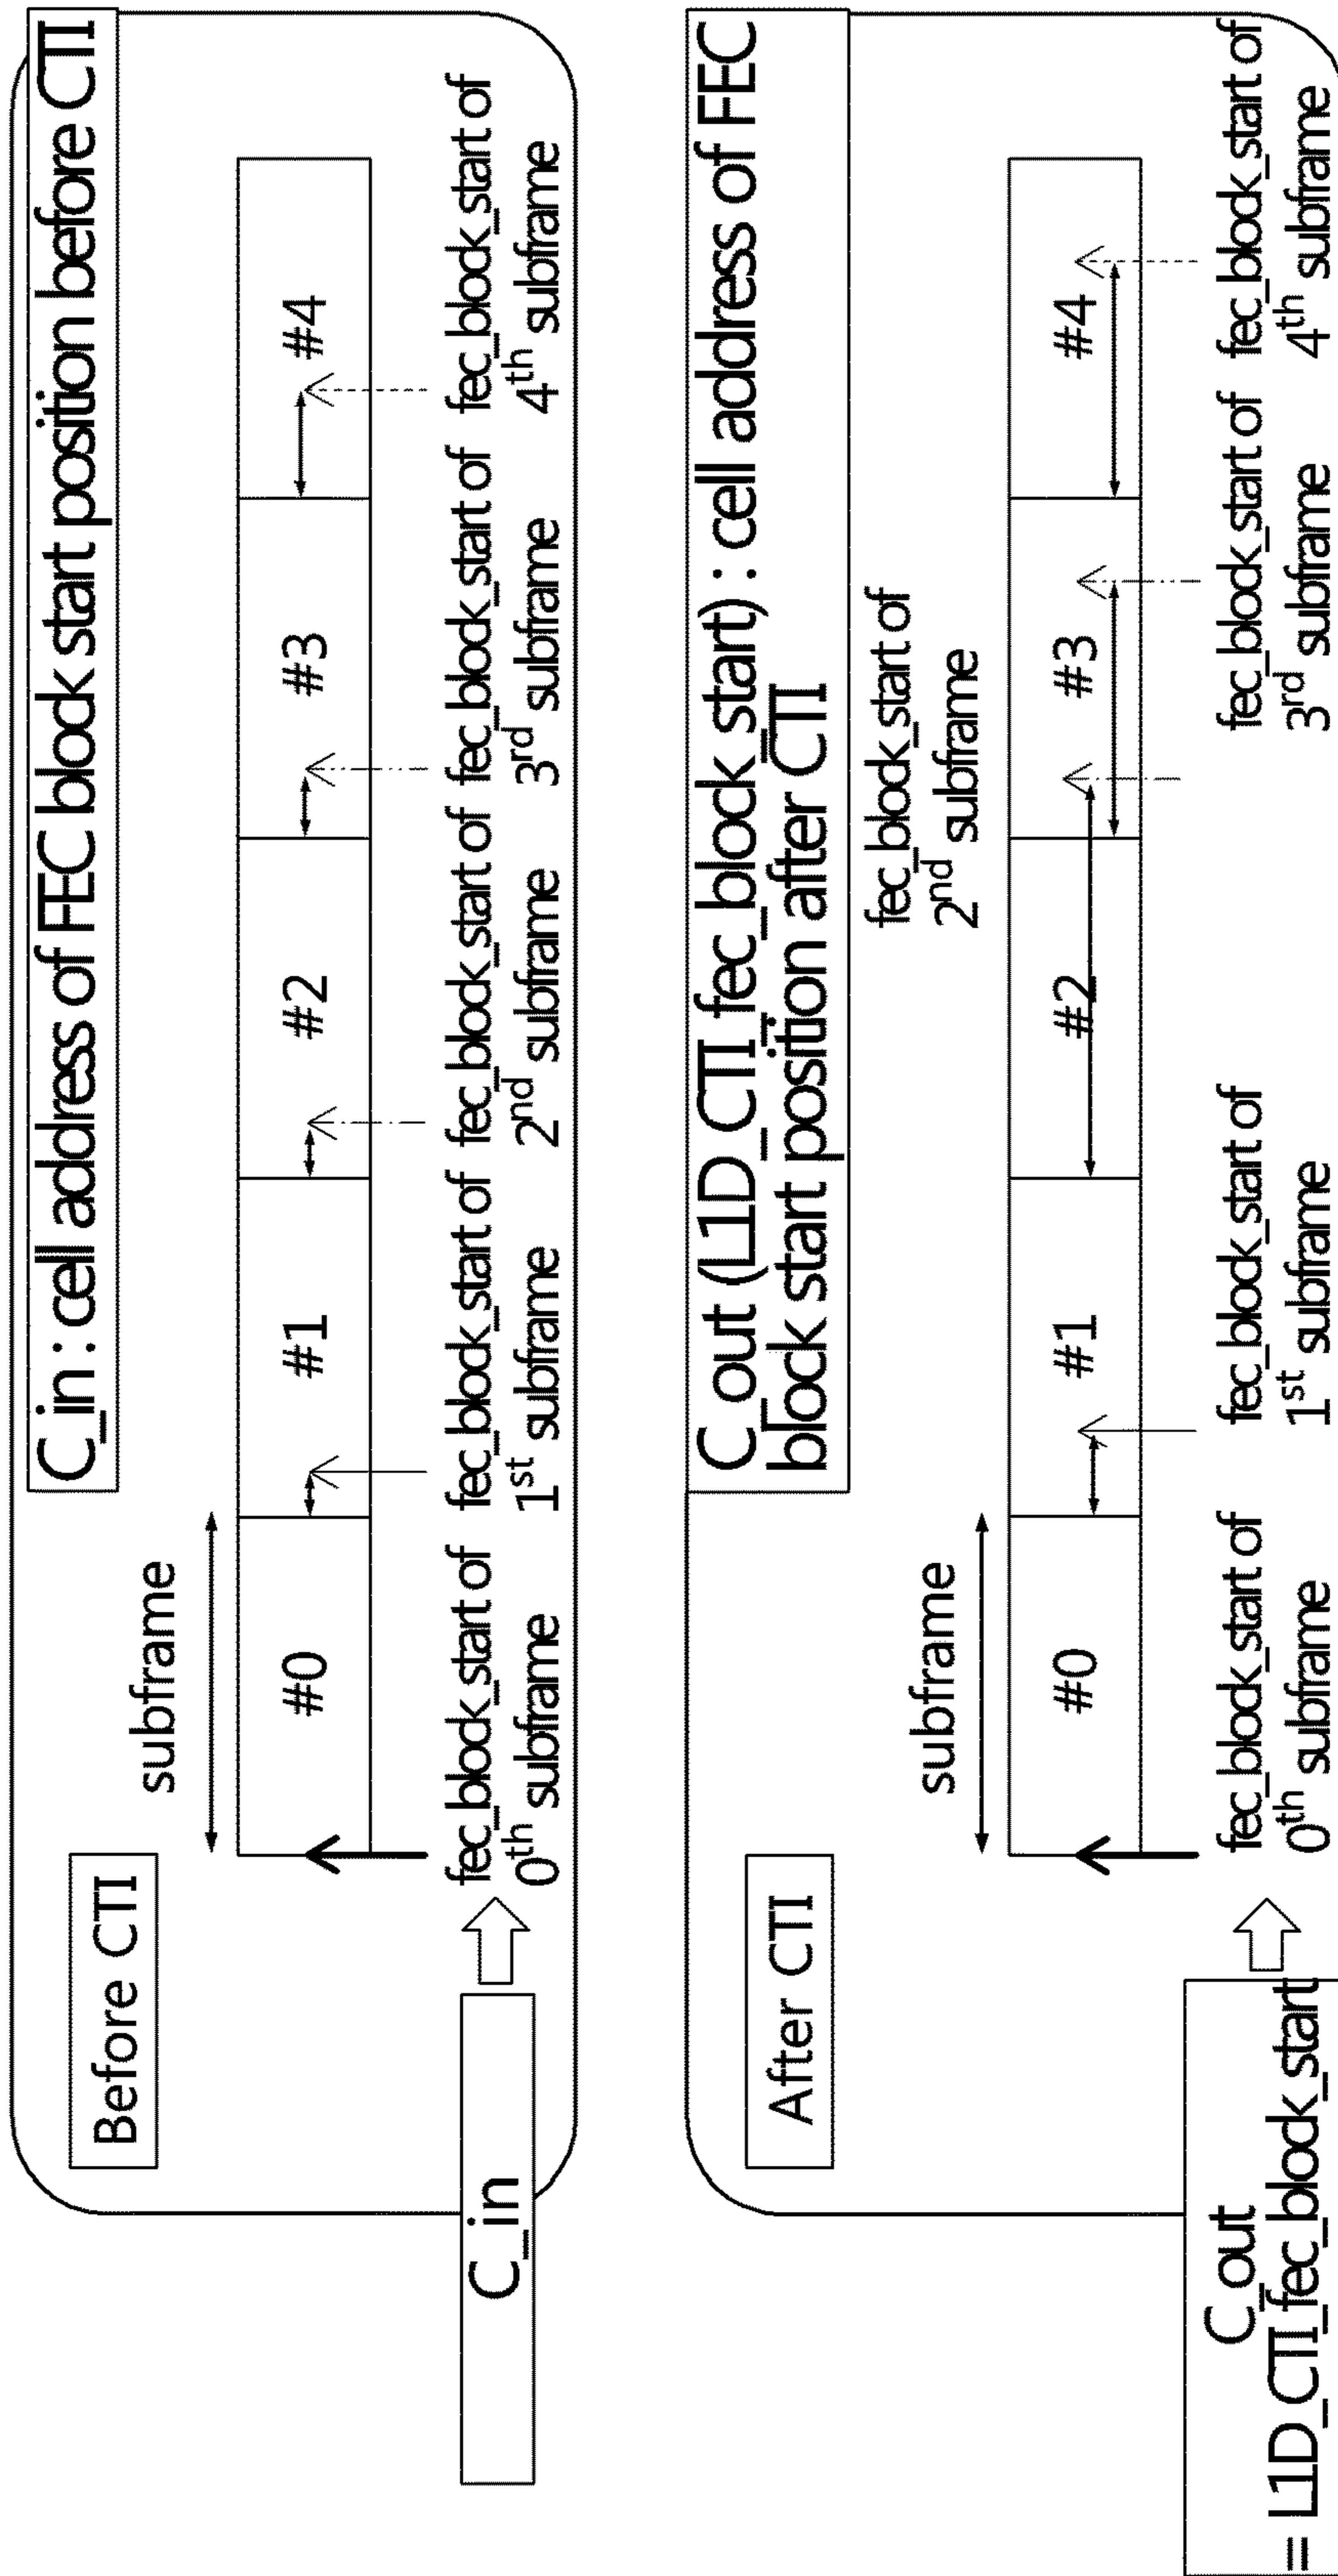 C_in : cell address of FEC block start position before CTI
Before CTI
subframe
#0
#1
#2
#3
#4
C_in
fec_block_start of
0th subframe
fec_block_start of
1st subframe
fec_block_start of
2nd subframe
fec_block_start of
3rd subframe
fec_block_start of
4th subframe
C_out (L1D_CTI_fec_block_start) : cell address of FEC
block start position after CTI
After CTI
subframe
fec_block_start of
2nd subframe
#0
#1
#2
#3
#4
C_out
= L1D_CTI_fec_block_start
fec_block_start of
0th subframe
fec_block_start of
1st subframe
fec_block_start of
3rd subframe
fec_block_start of
4th subframe